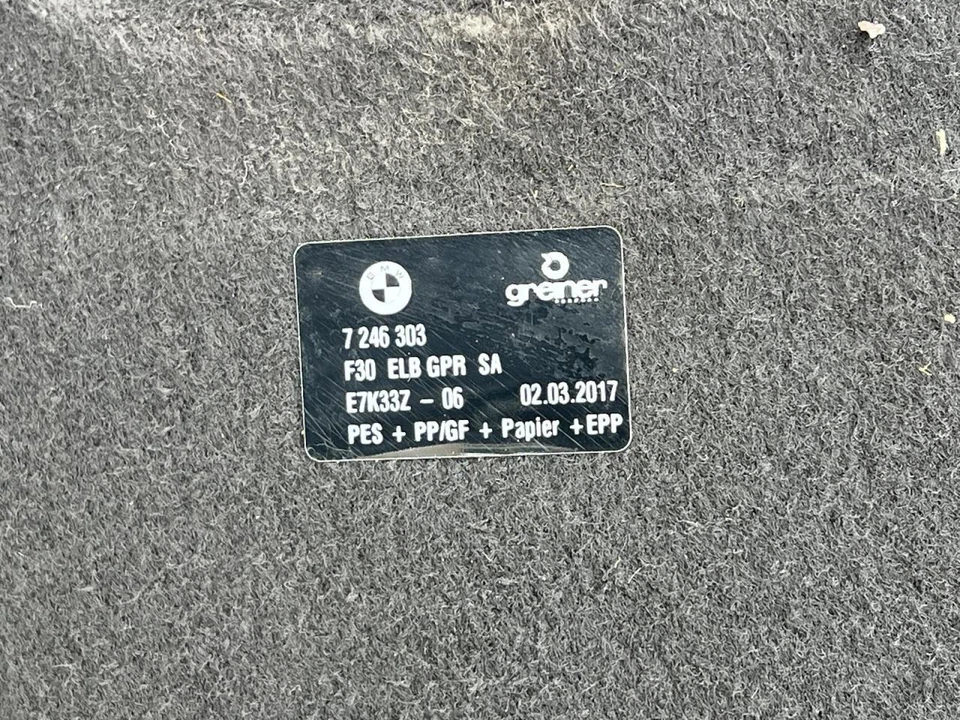 BMW
greiner
7 246 303
F30 ELB GPR SA
E7K33Z - 06 02.03.2017
PES + PP/GF + Papier + EPP